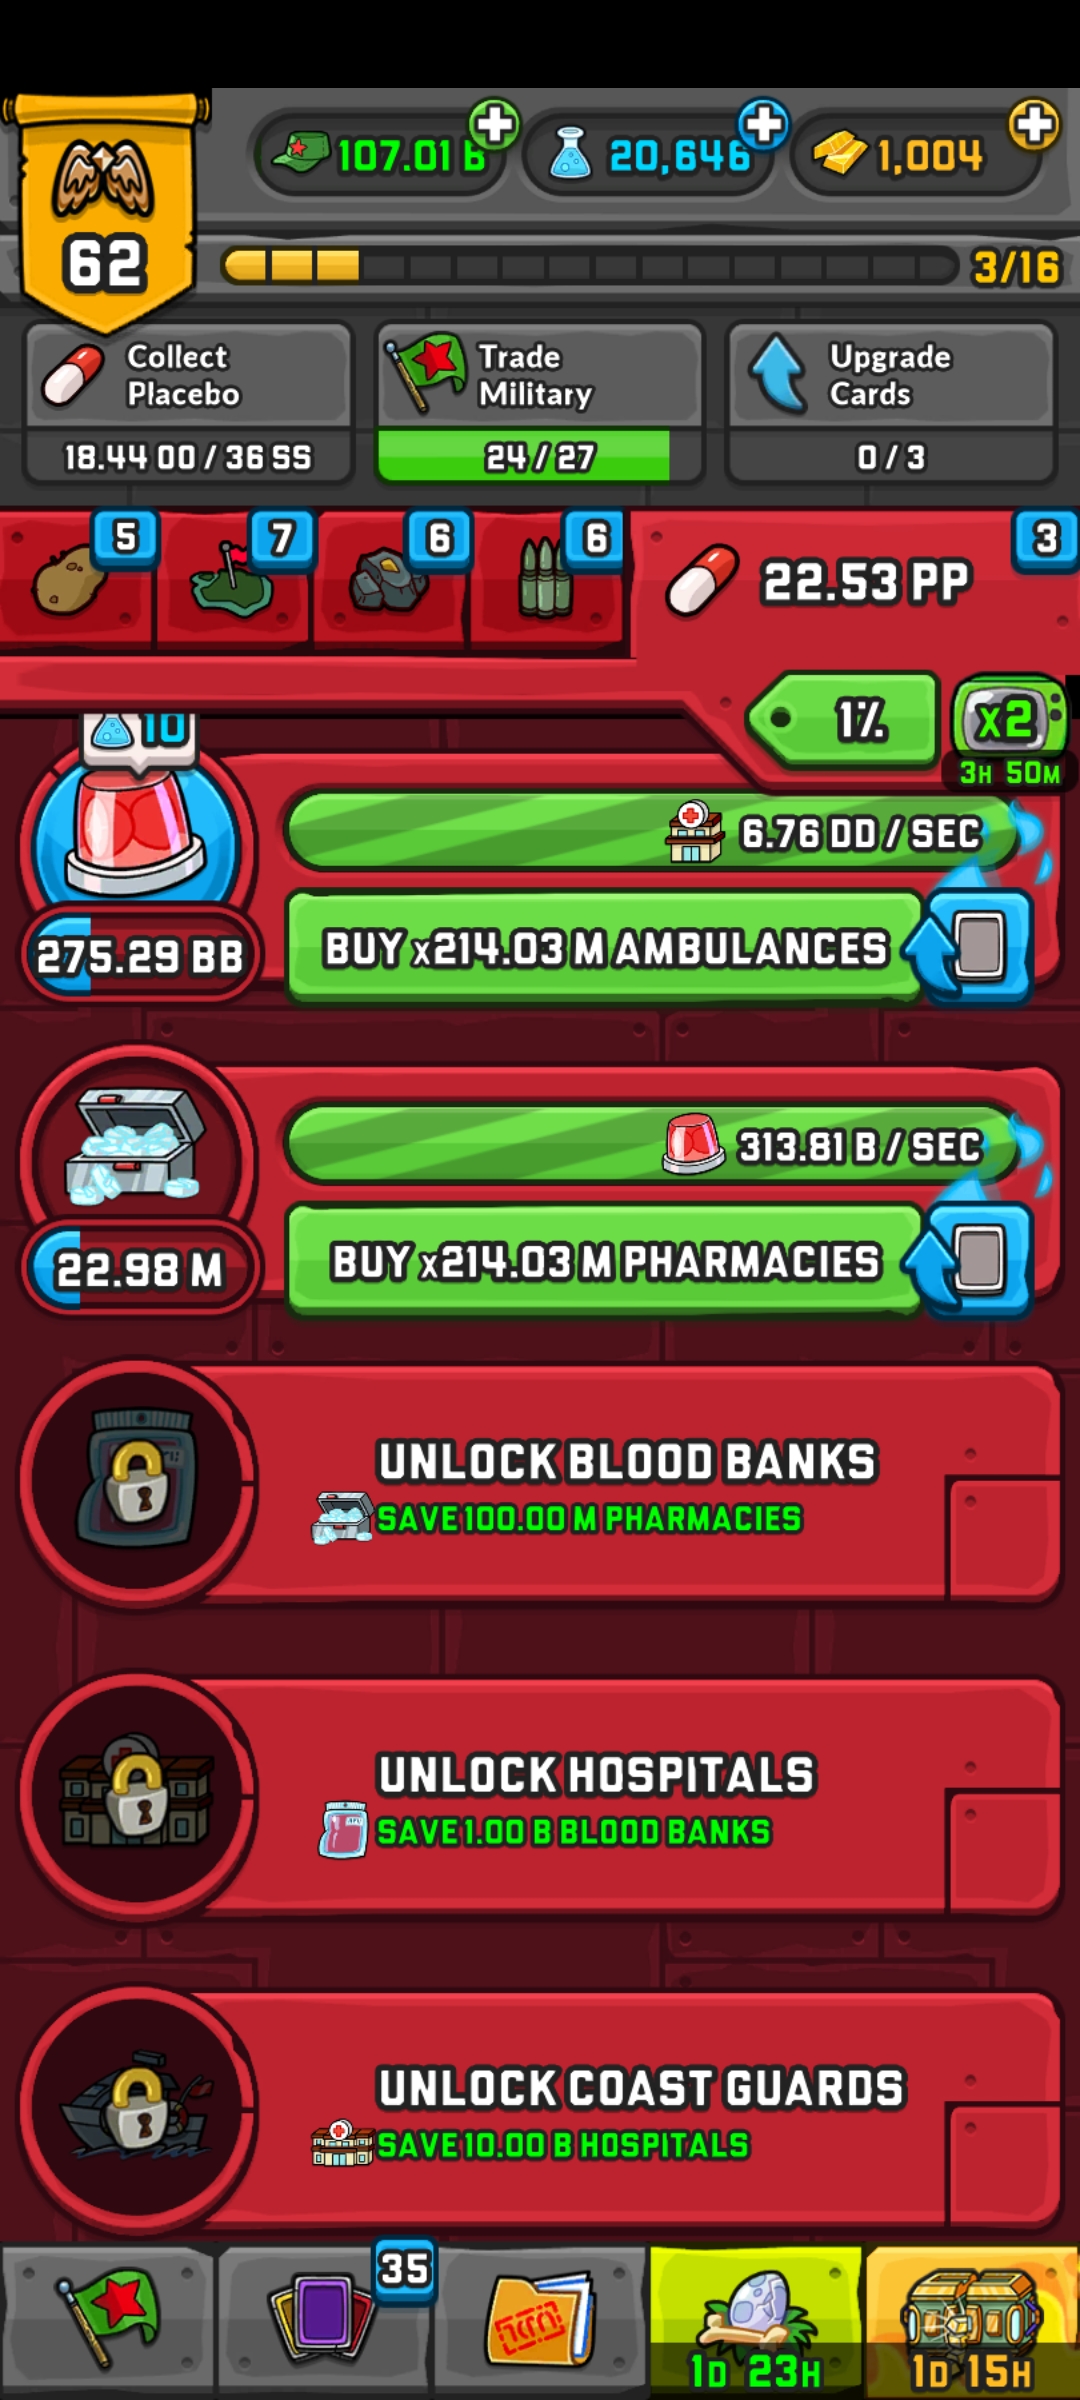 107.01 B
20,646
1,004
62
3/16
Collect
Placebo
18.44 OO / 36 SS
Trade
Military
24 / 27
Upgrade
Cards
0 / 3
5
7
6
6
22.53 PP
3
1%
x2
3H 50M
10
6.76 DD / SEC
275.29 BB
BUY x214.03 M AMBULANCES
313.81 B / SEC
22.98 M
BUY x214.03 M PHARMACIES
UNLOCK BLOOD BANKS
SAVE 100.00 M PHARMACIES
UNLOCK HOSPITALS
SAVE 1.00 B BLOOD BANKS
UNLOCK COAST GUARDS
SAVE 10.00 B HOSPITALS
35
1D 23H
1D 15H